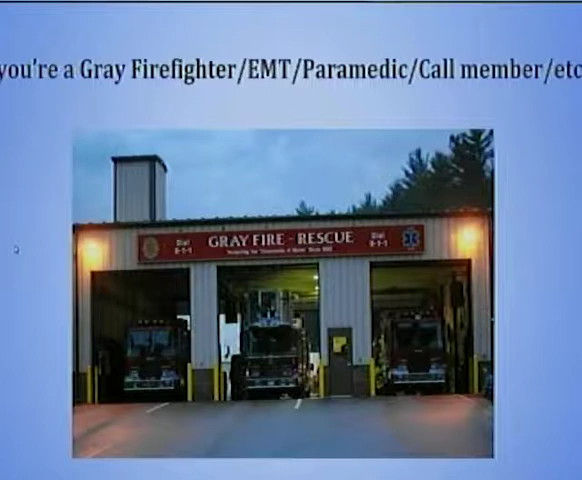 you're a Gray Firefighter/EMT/Paramedic/Call member/etc
Dial
9-1-1
GRAY FIRE - RESCUE
Dial
9-1-1